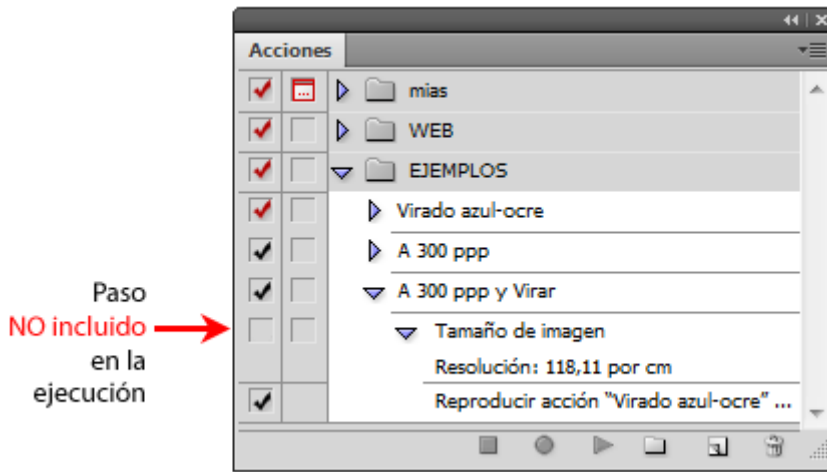 Acciones
mias
WEB
EJEMPLOS
Virado azul-ocre
A 300 ppp
A 300 ppp y Virar
Paso
NO incluido
en la
ejecución
Tamaño de imagen
Resolución: 118,11 por cm
Reproducir acción "Virado azul-ocre" ...